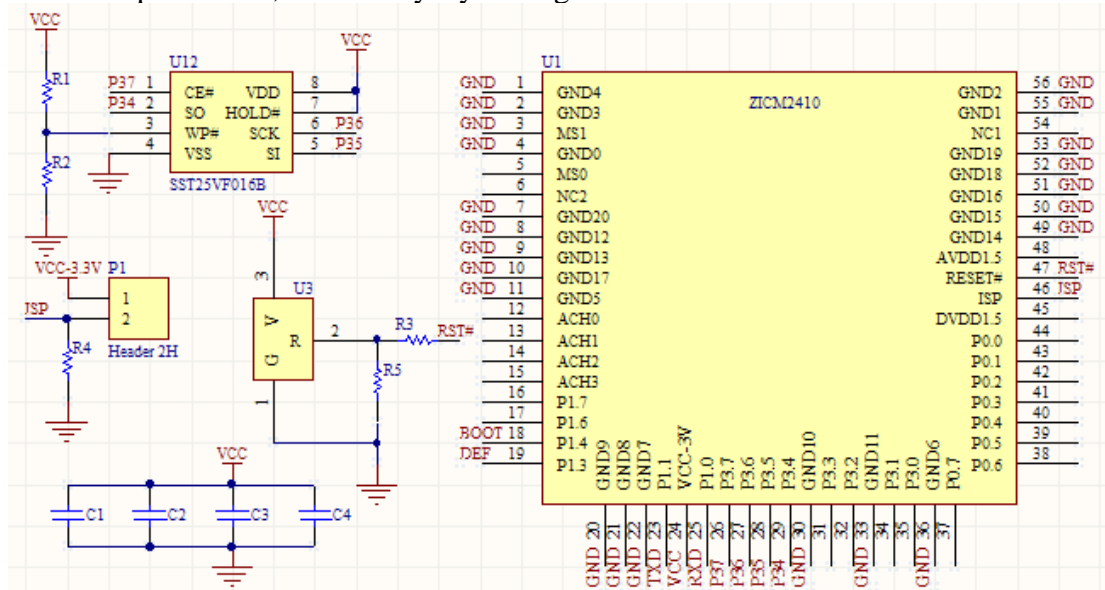 VCC
R1
R2
U12
VCC
P37 1 CE# VDD 8
P34 2 SO HOLD# 7
3 WP# SCK 6 P36
4 VSS SI 5 P35
SST25VF016B
VCC-3.3V P1
1
JSP 2
R4
Header 2H
VCC
3
U3
V
G
R
2
1
R3
RST#
R5
VCC
C1
C2
C3
C4
U1
ZICM2410
GND 1 GND4
GND 2 GND3
GND 3 MS1
GND 4 GND0
5 MS0
6 NC2
GND 7 GND20
GND 8 GND12
GND 9 GND13
GND 10 GND17
GND 11 GND5
12 ACH0
13 ACH1
14 ACH2
15 ACH3
16 P1.7
17 P1.6
BOOT 18 P1.4
DEF 19 P1.3
GND2 56 GND
GND1 55 GND
NC1 54
GND19 53 GND
GND18 52 GND
GND16 51 GND
GND15 50 GND
GND14 49 GND
AVDD1.5 48
RESET# 47 RST#
ISP 46 JSP
DVDD1.5 45
P0.0 44
P0.1 43
P0.2 42
P0.3 41
P0.4 40
P0.5 39
P0.6 38
GND9 20 GND
GND8 21 GND
GND7 22 GND
P1.1 23 TXD
VCC-3V 24 VCC
P1.0 25 RXD
P3.7 26 P37
P3.6 27 P36
P3.5 28 P35
P3.4 29 P34
GND10 30 GND
P3.3 31
P3.2 32
GND11 33 GND
P3.1 34
P3.0 35
GND6 36 GND
P0.7 37